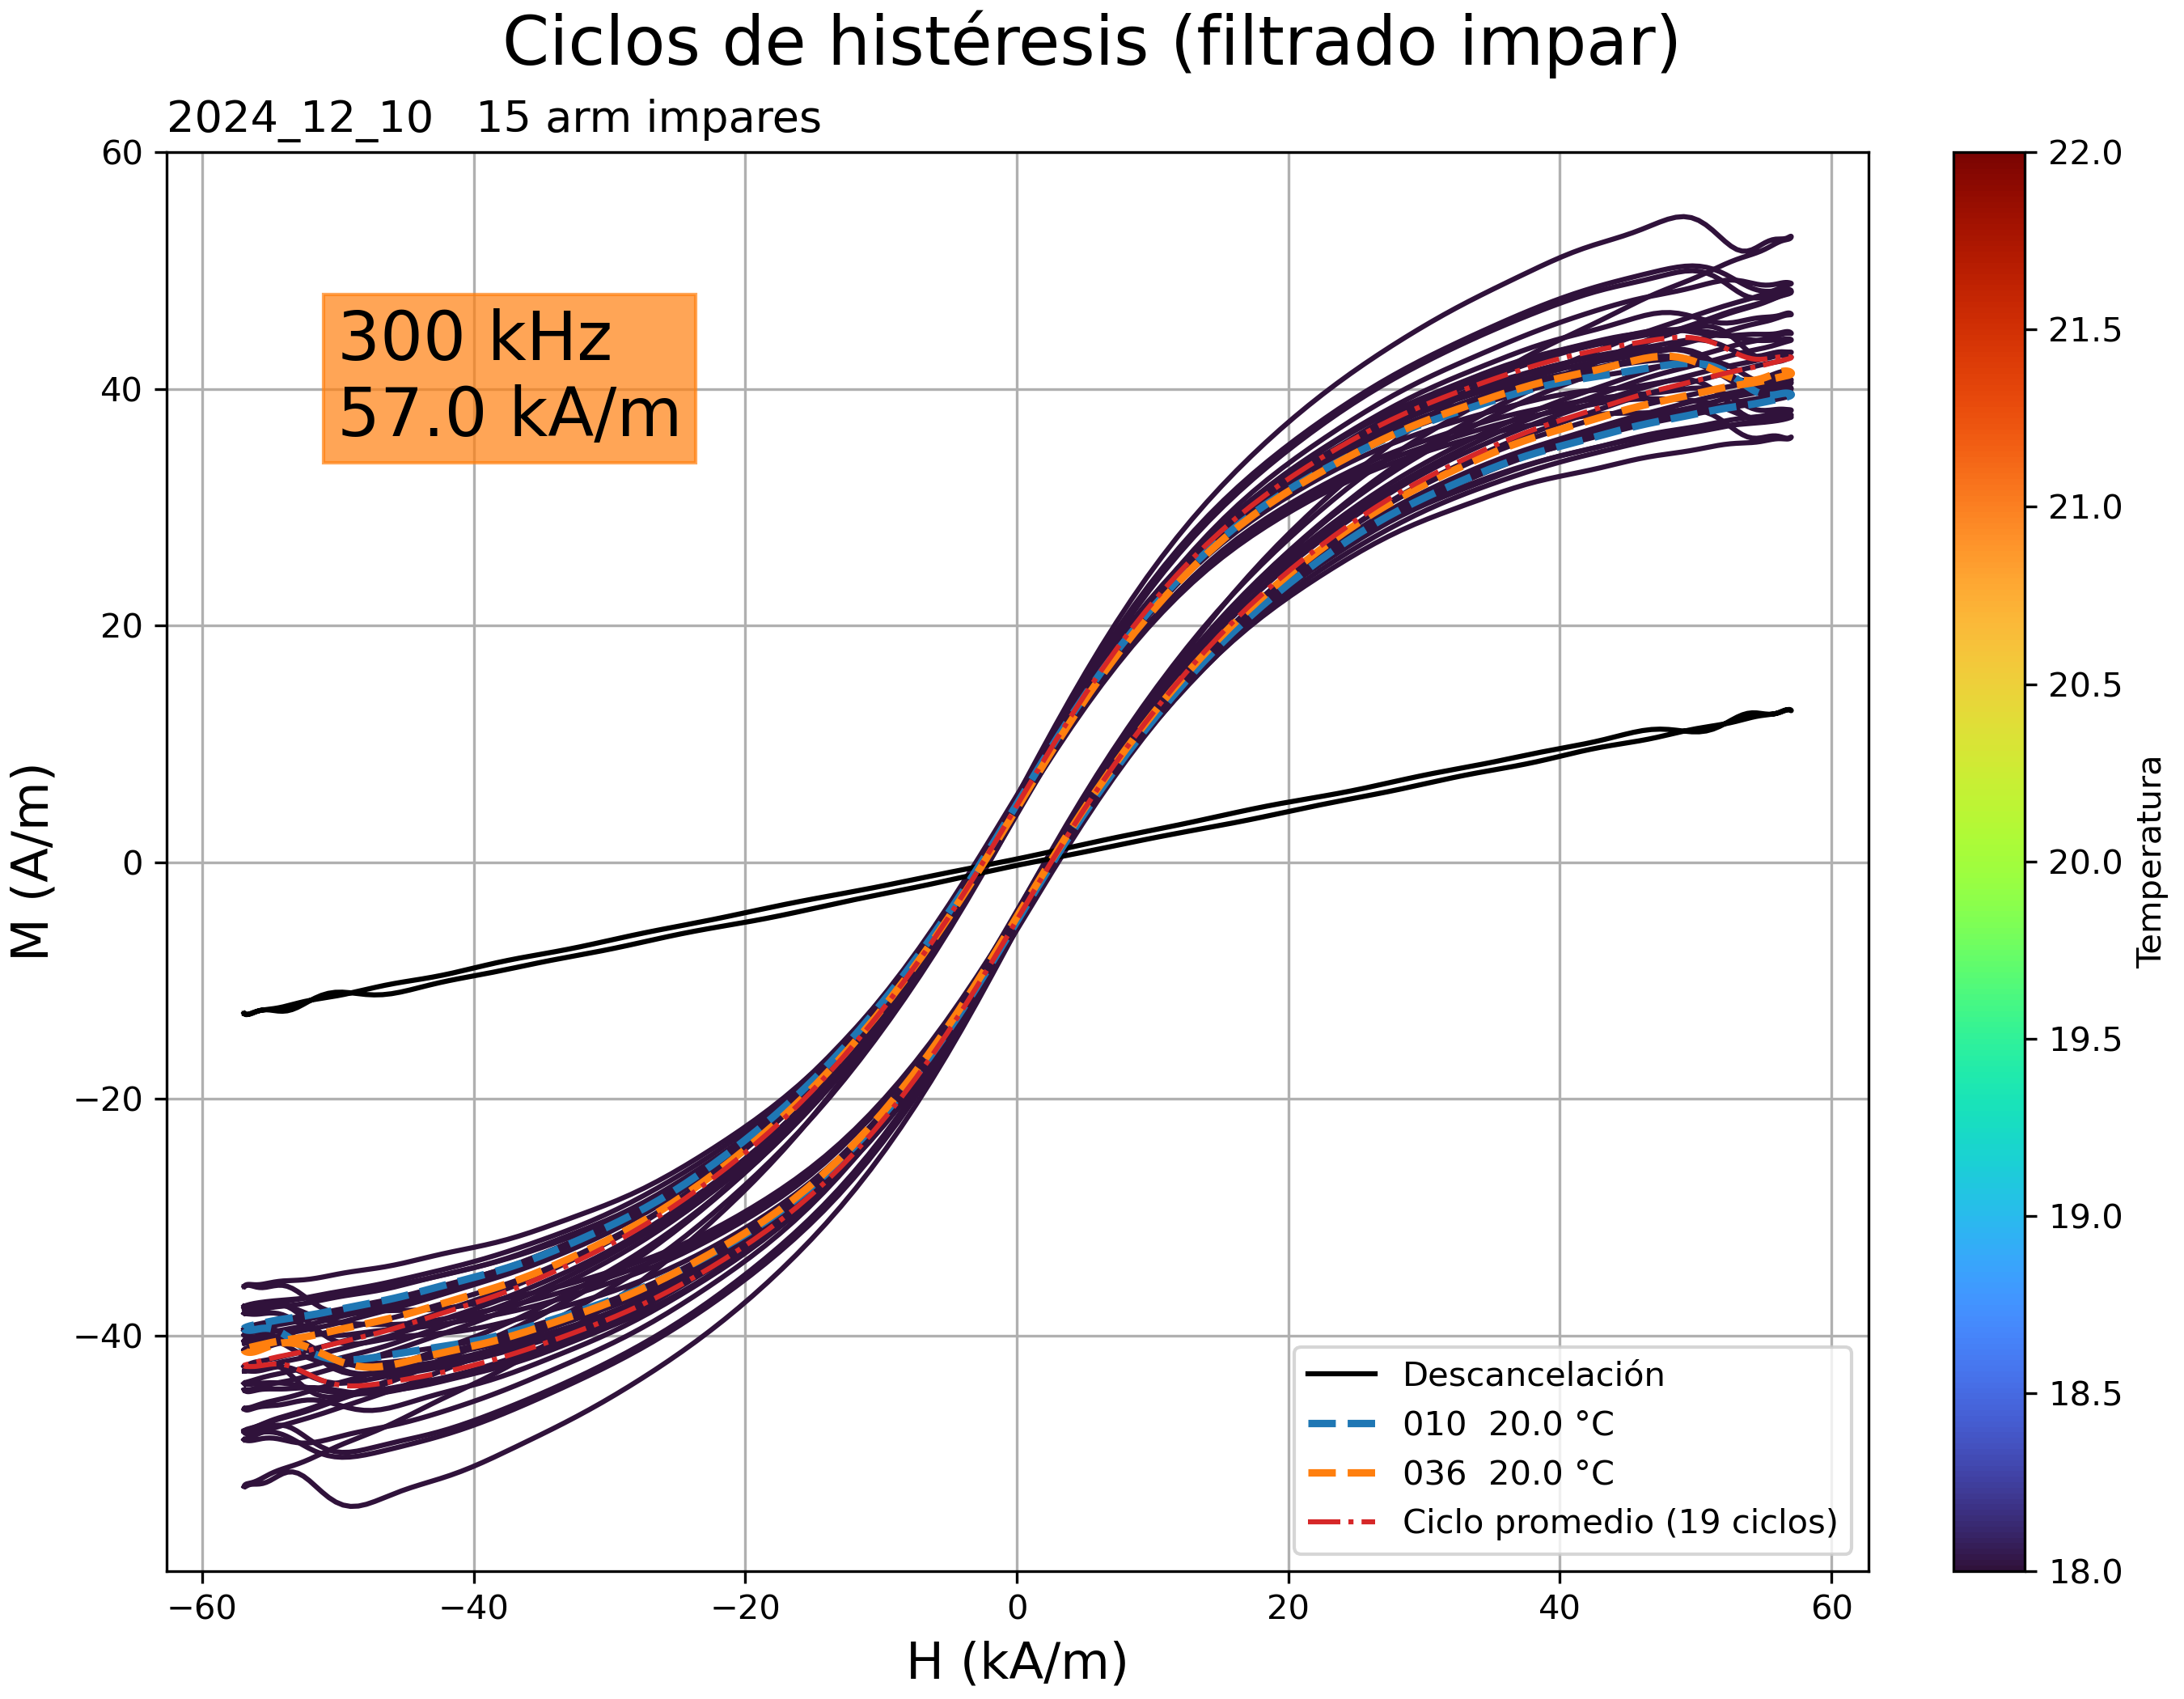 Ciclos de histéresis (filtrado impar)
2024_12_10   15 arm impares
300 kHz
57.0 kA/m
60
40
20
0
−20
−40
−60
−40
−20
0
20
40
60
M (A/m)
H (kA/m)
Descancelación
010  20.0 °C
036  20.0 °C
Ciclo promedio (19 ciclos)
22.0
21.5
21.0
20.5
20.0
19.5
19.0
18.5
18.0
Temperatura